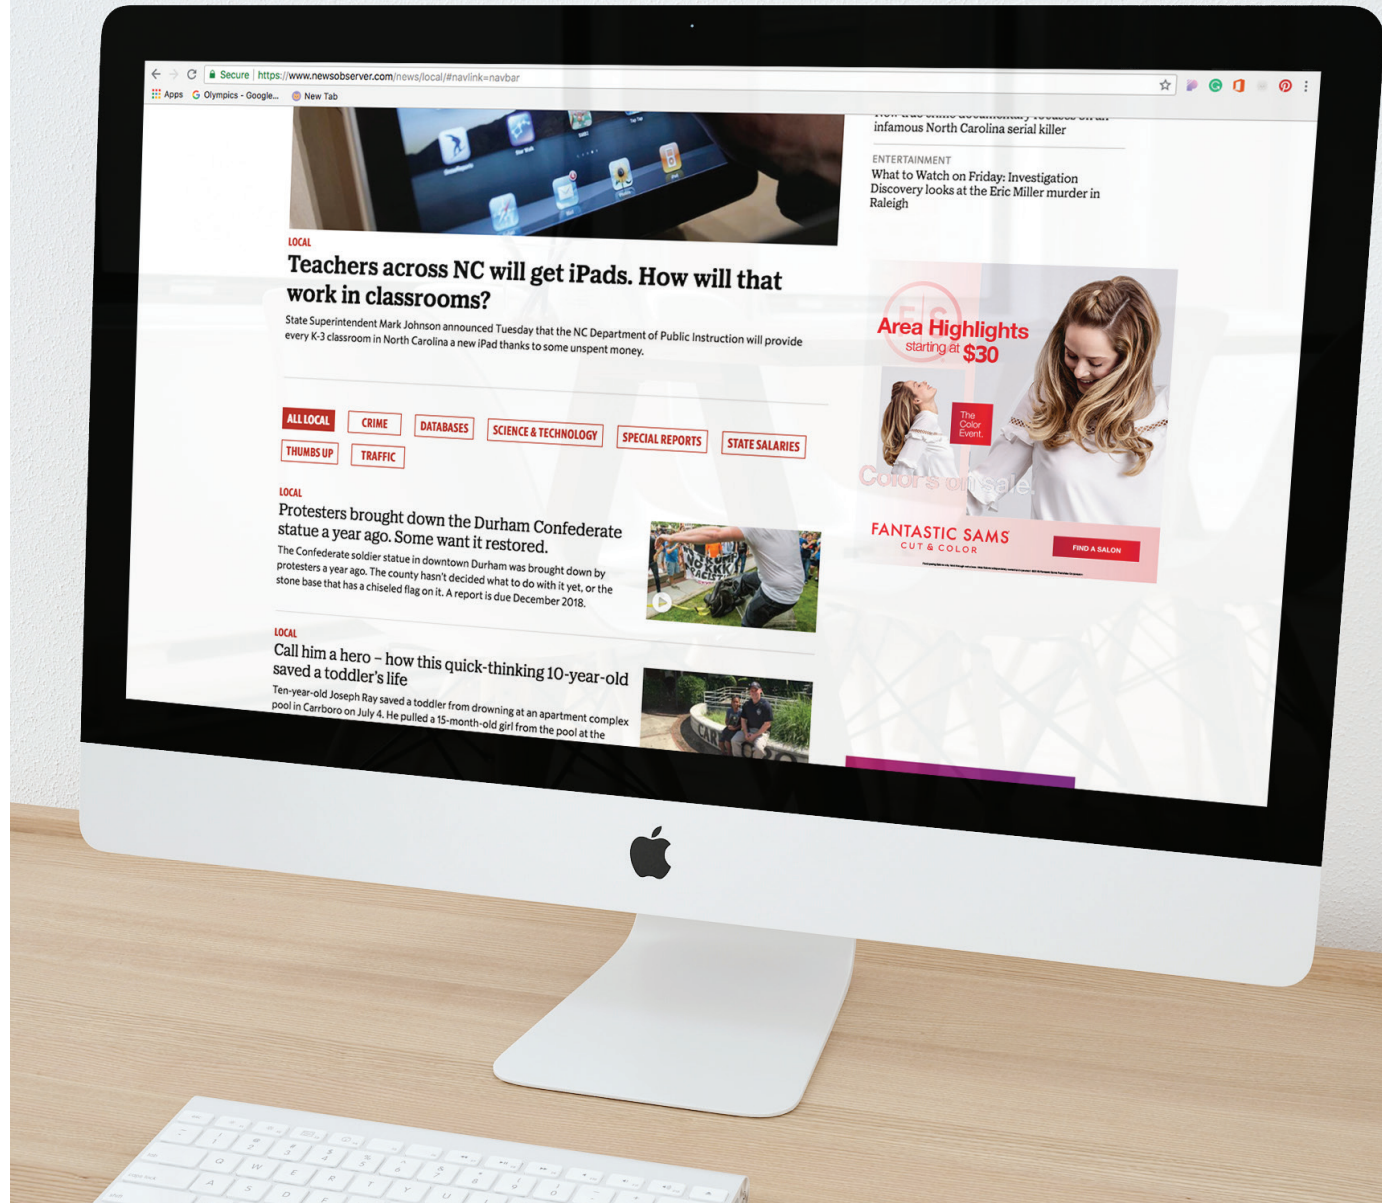 Secure | https://www.newsobserver.com/news/local/#navlink=navbar
Apps Olympics - Google... New Tab
infamous North Carolina serial killer
ENTERTAINMENT
What to Watch on Friday: Investigation
Discovery looks at the Eric Miller murder in
Raleigh
LOCAL
Teachers across NC will get iPads. How will that
work in classrooms?
State Superintendent Mark Johnson announced Tuesday that the NC Department of Public Instruction will provide
every K-3 classroom in North Carolina a new iPad thanks to some unspent money.
ALL LOCAL CRIME DATABASES SCIENCE & TECHNOLOGY SPECIAL REPORTS STATE SALARIES
THUMBS UP TRAFFIC
LOCAL
Protesters brought down the Durham Confederate
statue a year ago. Some want it restored.
The Confederate soldier statue in downtown Durham was brought down by
protesters a year ago. The county hasn't decided what to do with it yet, or the
stone base that has a chiseled flag on it. A report is due December 2018.
LOCAL
Call him a hero – how this quick-thinking 10-year-old
saved a toddler's life
Ten-year-old Joseph Ray saved a toddler from drowning at an apartment complex
pool in Carrboro on July 4. He pulled a 15-month-old girl from the pool at the
Area Highlights
starting at $30
The
Color
Event.
Colors on sale!
FANTASTIC SAMS
CUT & COLOR
FIND A SALON
Q W E R T Y U
A S D F